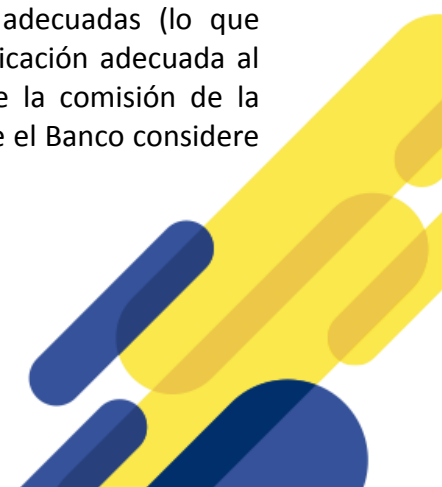 adecuadas (lo que
icación adecuada al
e la comisión de la
e el Banco considere